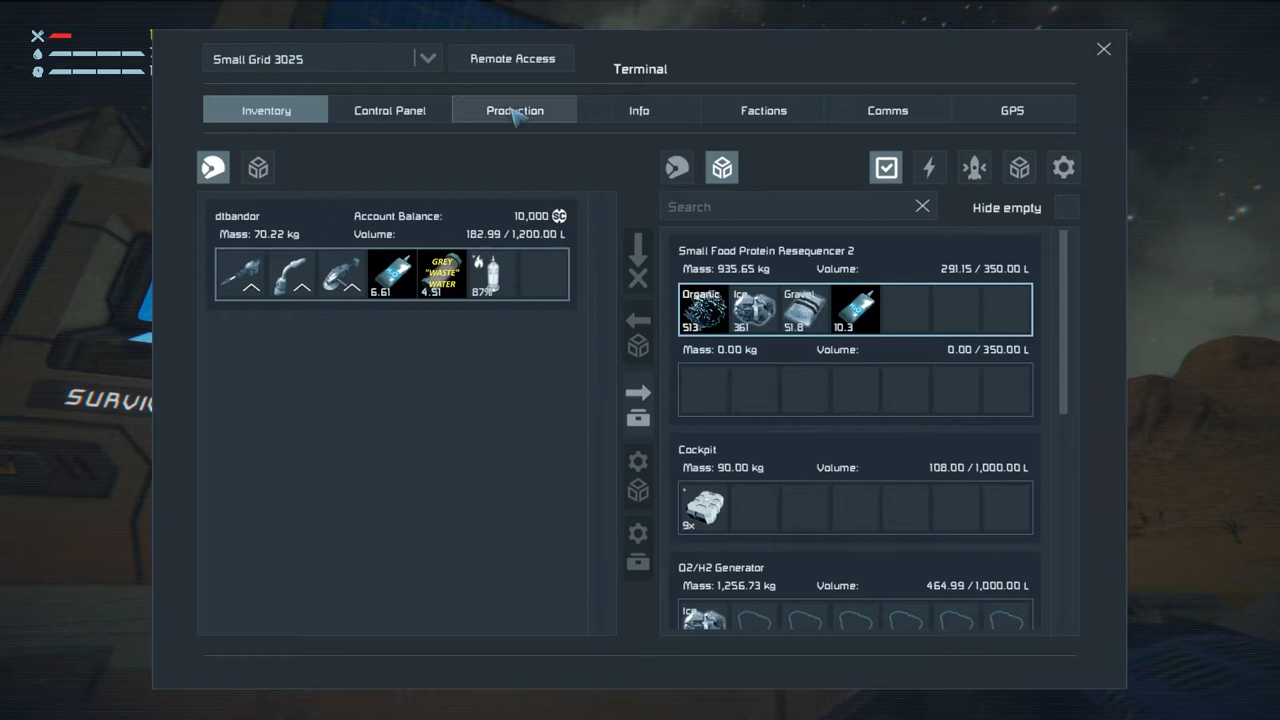 Small Grid 3025
Remote Access
Terminal
Inventory
Control Panel
Production
Info
Factions
Comms
GPS
Search
Hide empty
dtbandor
Account Balance:
10,000 SC
Mass: 70.22 kg
Volume:
182.99 / 1,200.00 L
GREY
"WASTE"
WATER
6.61
4.51
87%
Small Food Protein Resequencer 2
Mass: 935.65 kg
Volume:
291.15 / 350.00 L
Organic
Ice
Gravel
513
361
51.8
10.3
Mass: 0.00 kg
Volume:
0.00 / 350.00 L
Cockpit
Mass: 90.00 kg
Volume:
108.00 / 1,000.00 L
9x
O2/H2 Generator
Mass: 1,256.73 kg
Volume:
464.99 / 1,000.00 L
Ice